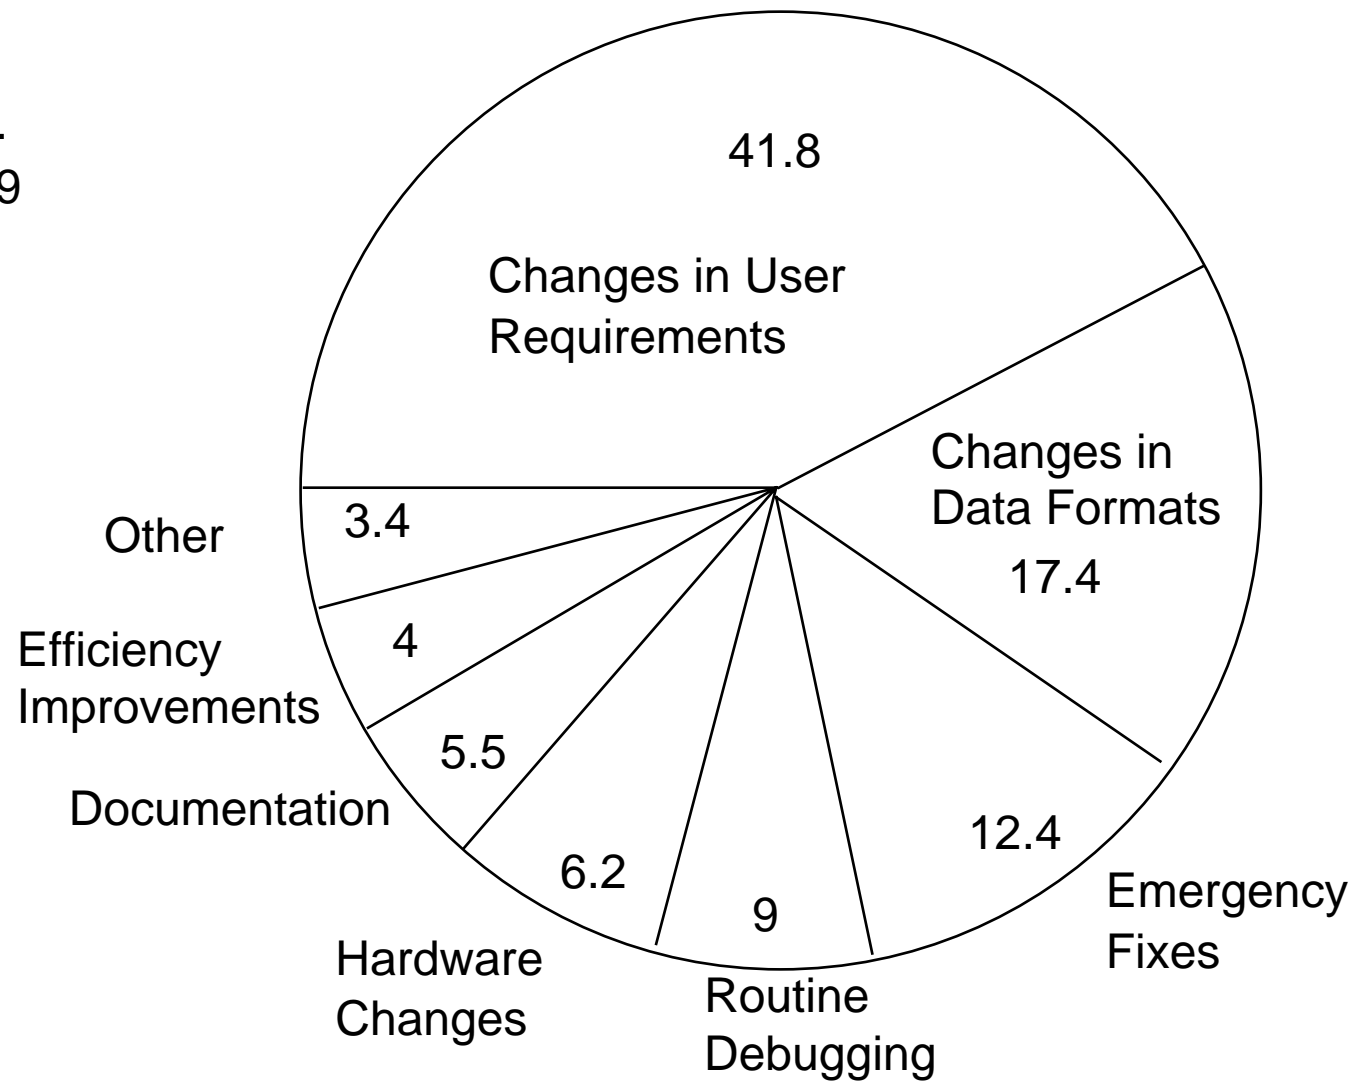 9
41.8
Changes in User
Requirements
Changes in
Data Formats
17.4
3.4
Other
4
Efficiency
Improvements
5.5
Documentation
12.4
Emergency
Fixes
6.2
9
Hardware
Changes
Routine
Debugging